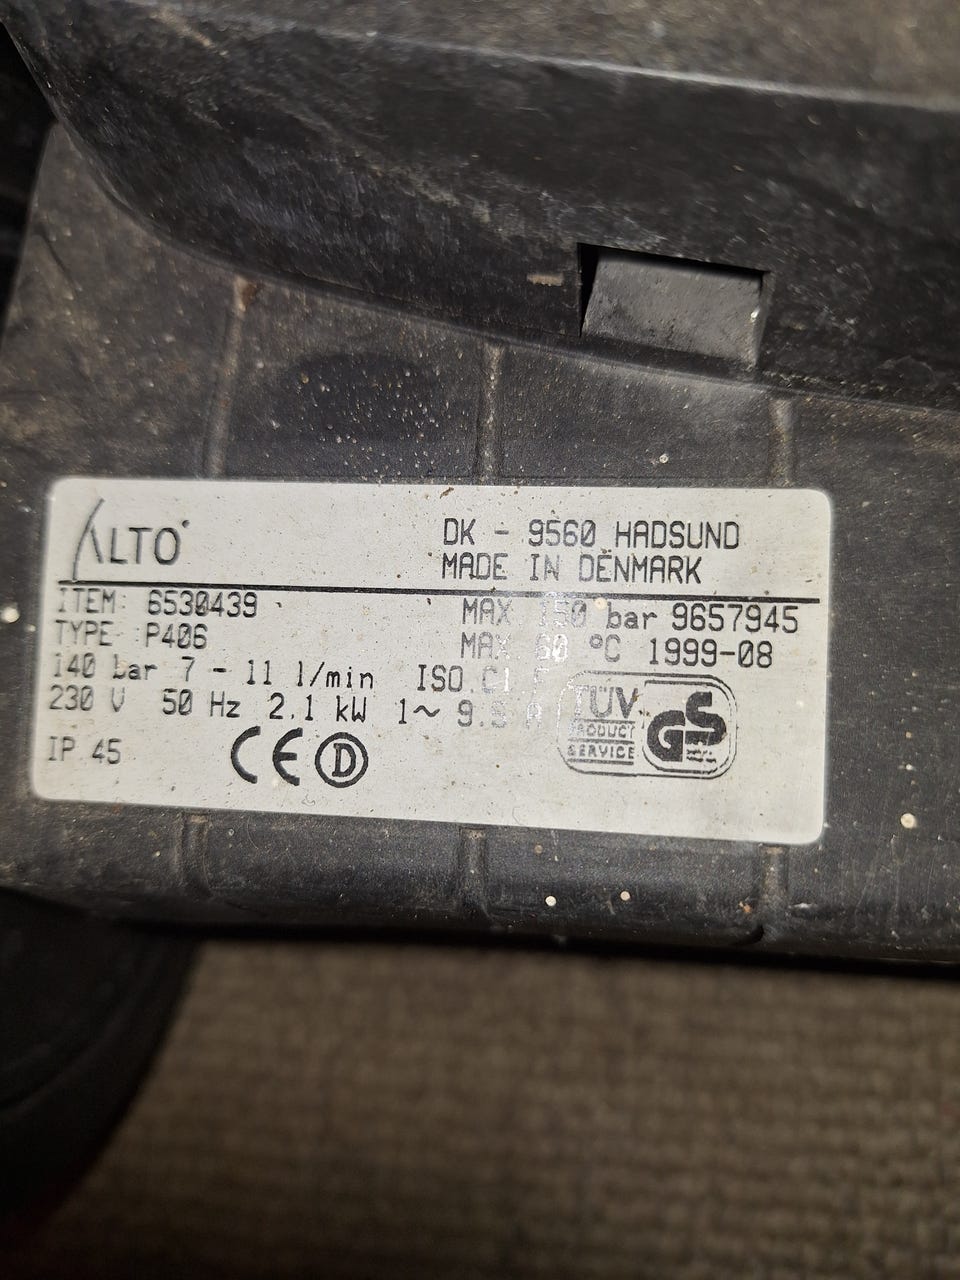 ALTO
DK - 9560 HADSUND
MADE IN DENMARK
ITEM: 6530439
MAX 150 bar 9657945
TYPE: P406
MAX 60 °C 1999-08
140 bar 7 - 11 l/min ISO.Cl.
230 V 50 Hz 2.1 kW 1~
IP 45
CE D
TÜV
PRODUCT
SERVICE
GS